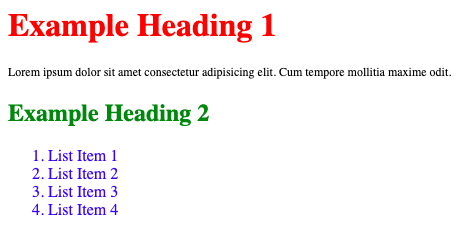 Example Heading 1
Lorem ipsum dolor sit amet consectetur adipisicing elit. Cum tempore mollitia maxime odit.
Example Heading 2
1. List Item 1
2. List Item 2
3. List Item 3
4. List Item 4